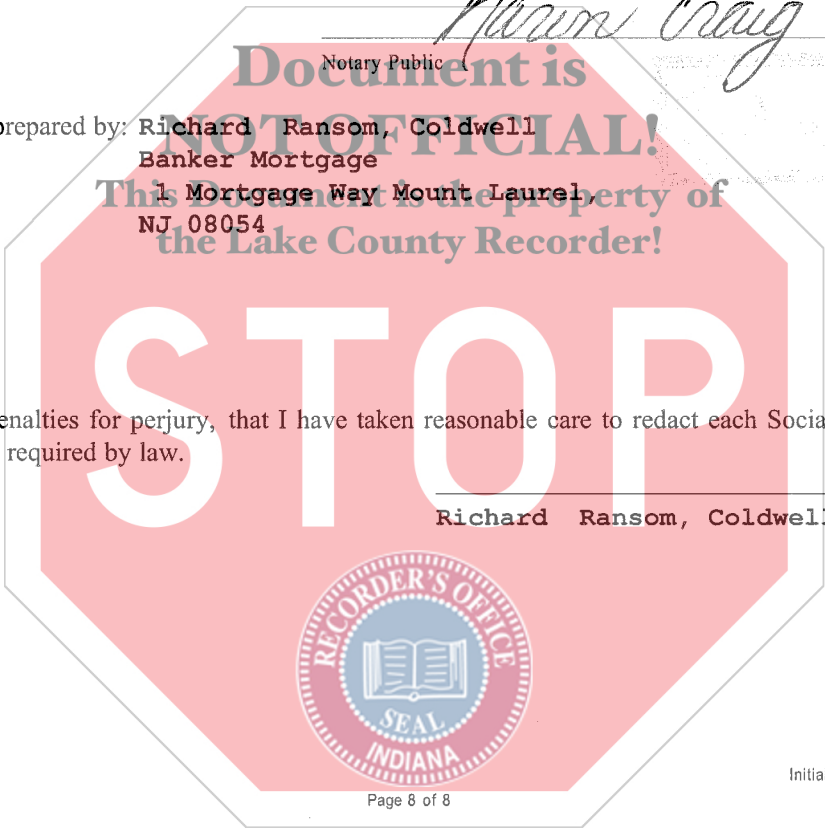 Karen Craig
Notary Public
Document is
prepared by: Richard Ransom, Coldwell
NOT OFFICIAL!
Banker Mortgage
1 Mortgage Way Mount Laurel,
This Document is the property of
NJ 08054
the Lake County Recorder!
STOP
enalties for perjury, that I have taken reasonable care to redact each Socia
required by law.
Richard Ransom, Coldwell
RECORDER'S OFFICE
SEAL
INDIANA
Initia
Page 8 of 8